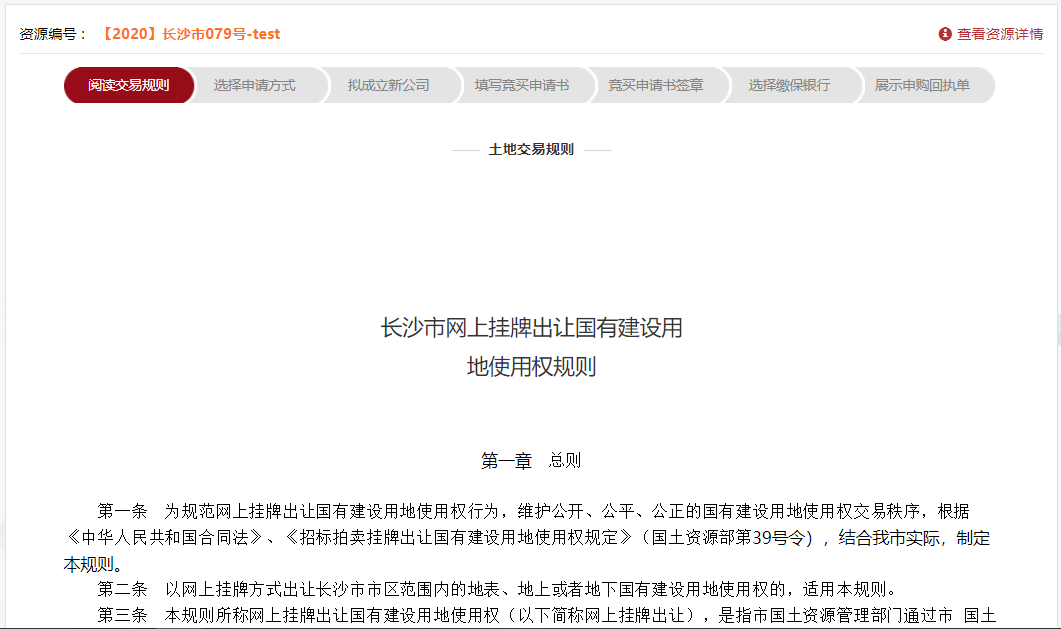 资源编号： 【2020】长沙市079号-test
查看资源详情
阅读交易规则 选择申请方式 拟成立新公司 填写竞买申请书 竞买申请书签章 选择缴保银行 展示申购回执单
土地交易规则
长沙市网上挂牌出让国有建设用
地使用权规则
第一章 总则
第一条 为规范网上挂牌出让国有建设用地使用权行为，维护公开、公平、公正的国有建设用地使用权交易秩序，根据
《中华人民共和国合同法》、《招标拍卖挂牌出让国有建设用地使用权规定》（国土资源部第39号令），结合我市实际，制定
本规则。
第二条 以网上挂牌方式出让长沙市市区范围内的地表、地上或者地下国有建设用地使用权的，适用本规则。
第三条 本规则所称网上挂牌出让国有建设用地使用权（以下简称网上挂牌出让），是指市国土资源管理部门通过市 国土